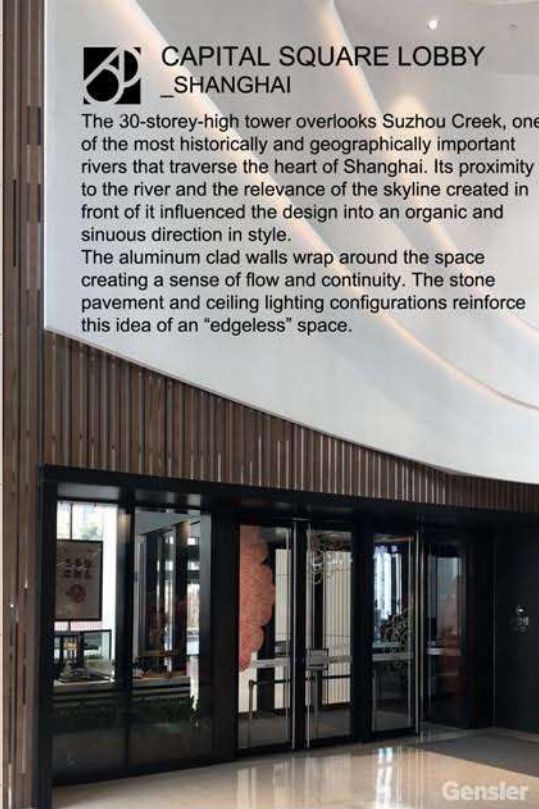 CAPITAL SQUARE LOBBY
_SHANGHAI
The 30-storey-high tower overlooks Suzhou Creek, one
of the most historically and geographically important
rivers that traverse the heart of Shanghai. Its proximity
to the river and the relevance of the skyline created in
front of it influenced the design into an organic and
sinuous direction in style.
The aluminum clad walls wrap around the space
creating a sense of flow and continuity. The stone
pavement and ceiling lighting configurations reinforce
this idea of an “edgeless” space.
Gensler